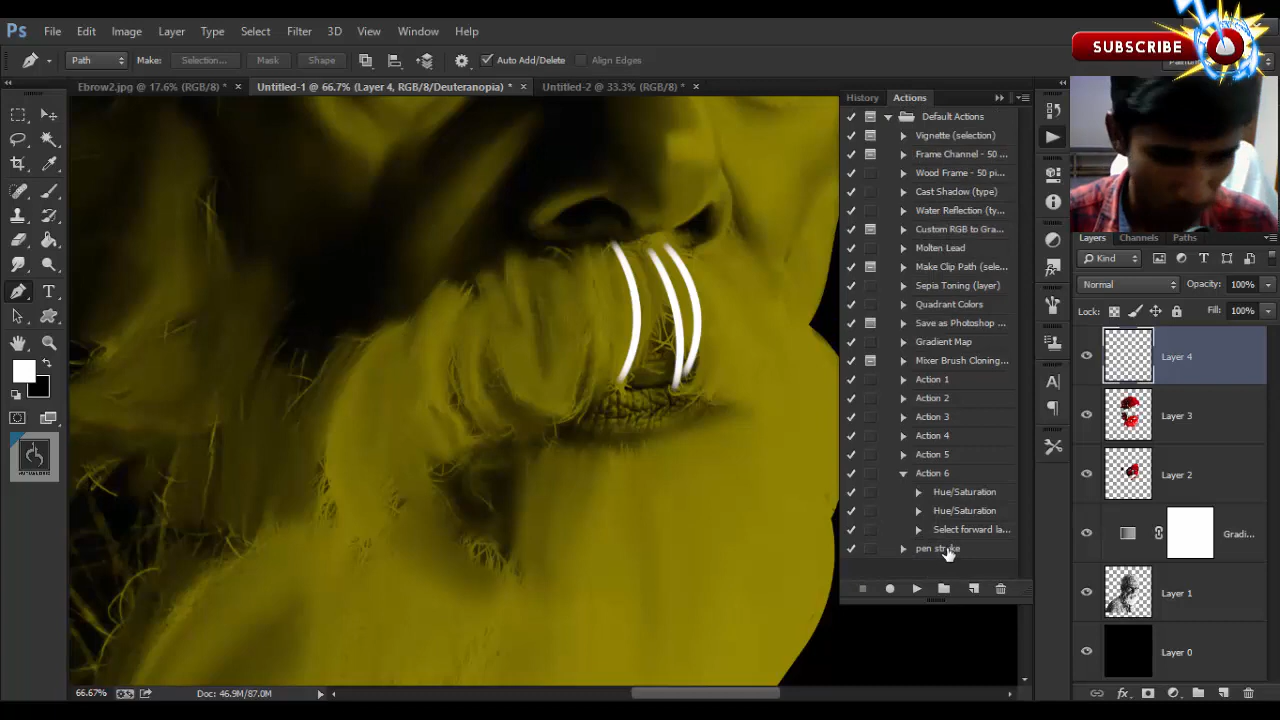 SUBSCRIBE
Ps File Edit Image Layer Type Select Filter 3D View Window Help
Path Make: Selection... Mask Shape Auto Add/Delete Align Edges
Ebrow2.jpg @ 17.6% (RGB/8) * × Untitled-1 @ 66.7% (Layer 4, RGB/8/Deuteranopia) * × Untitled-2 @ 33.3% (RGB/8) * ×
History Actions
Default Actions
Vignette (selection)
Frame Channel - 50 ...
Wood Frame - 50 pi...
Cast Shadow (type)
Water Reflection (ty...
Custom RGB to Gra...
Molten Lead
Make Clip Path (sele...
Sepia Toning (layer)
Quadrant Colors
Save as Photoshop ...
Gradient Map
Mixer Brush Cloning...
Action 1
Action 2
Action 3
Action 4
Action 5
Action 6
Hue/Saturation
Hue/Saturation
Select forward la...
pen stroke
Layers Channels Paths
Kind
Normal Opacity: 100%
Lock: Fill: 100%
Layer 4
Layer 3
Layer 2
Gradi...
Layer 1
Layer 0
66.67% Doc: 46.9M/87.0M